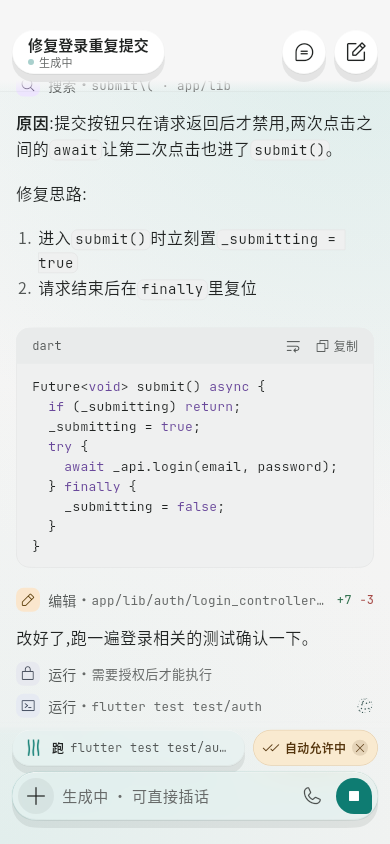 修复登录重复提交
生成中
搜索 · submit\( · app/lib
原因:提交按钮只在请求返回后才禁用,两次点击之
间的 await 让第二次点击也进了 submit()。
修复思路:
1. 进入 submit() 时立刻置 _submitting =
true
2. 请求结束后在 finally 里复位
dart 复制
Future<void> submit() async {
  if (_submitting) return;
  _submitting = true;
  try {
    await _api.login(email, password);
  } finally {
    _submitting = false;
  }
}
编辑 · app/lib/auth/login_controller… +7 -3
改好了,跑一遍登录相关的测试确认一下。
运行 · 需要授权后才能执行
运行 · flutter test test/auth
跑 flutter test test/au… 自动允许中
生成中 · 可直接插话